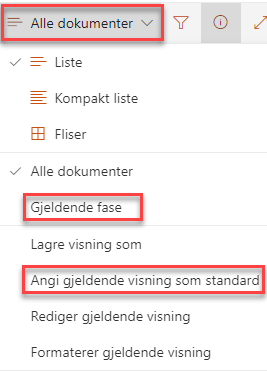 Alle dokumenter
Liste
Kompakt liste
Fliser
Alle dokumenter
Gjeldende fase
Lagre visning som
Angi gjeldende visning som standard
Rediger gjeldende visning
Formaterer gjeldende visning